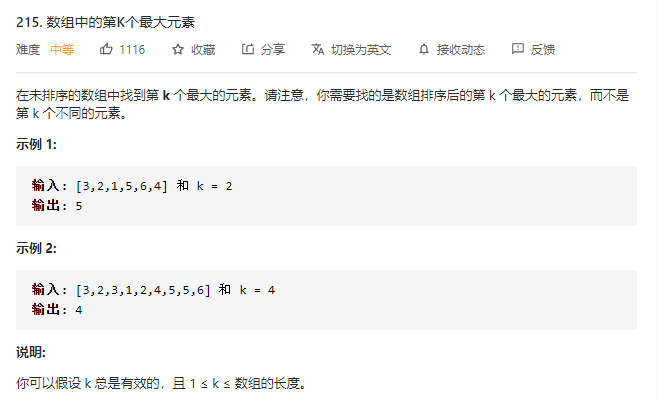 215. 数组中的第K个最大元素
难度 中等 1116 收藏 分享 切换为英文 接收动态 反馈
在未排序的数组中找到第 k 个最大的元素。请注意，你需要找的是数组排序后的第 k 个最大的元素，而不是
第 k 个不同的元素。
示例 1:
输入: [3,2,1,5,6,4] 和 k = 2
输出: 5
示例 2:
输入: [3,2,3,1,2,4,5,5,6] 和 k = 4
输出: 4
说明:
你可以假设 k 总是有效的，且 1 ≤ k ≤ 数组的长度。